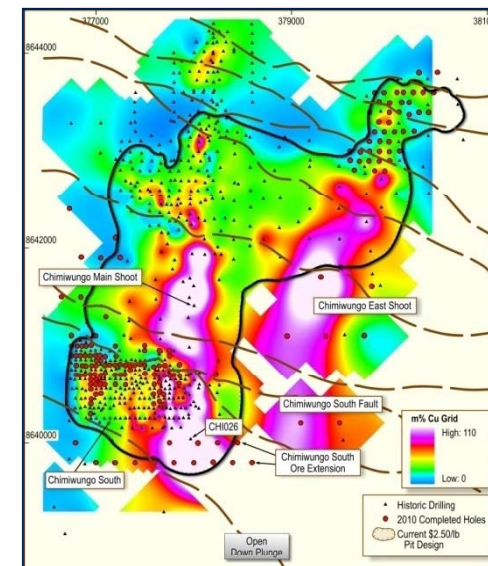 377000
379000
3810
8644000
8642000
Chimiwungo Main Shoot
Chimiwungo East Shoot
Chimiwungo South Fault
CHI026
8640000
Chimiwungo South
Ore Extension
Chimiwungo South
m% Cu Grid
High: 110
Low: 0
Open
Down Plunge
Historic Drilling
2010 Completed Holes
Current $2.50/lb
Pit Design